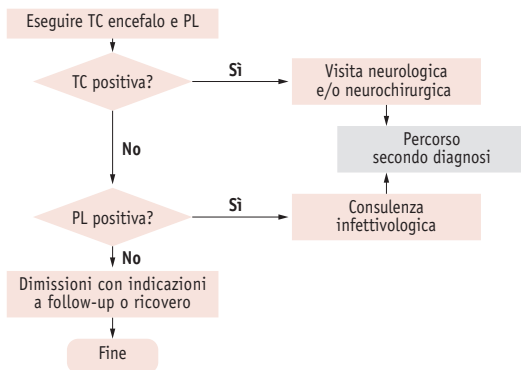 Eseguire TC encefalo e PL
TC positiva?
Sì
Visita neurologica
e/o neurochirurgica
Percorso
secondo diagnosi
No
PL positiva?
Sì
Consulenza
infettivologica
No
Dimissioni con indicazioni
a follow-up o ricovero
Fine